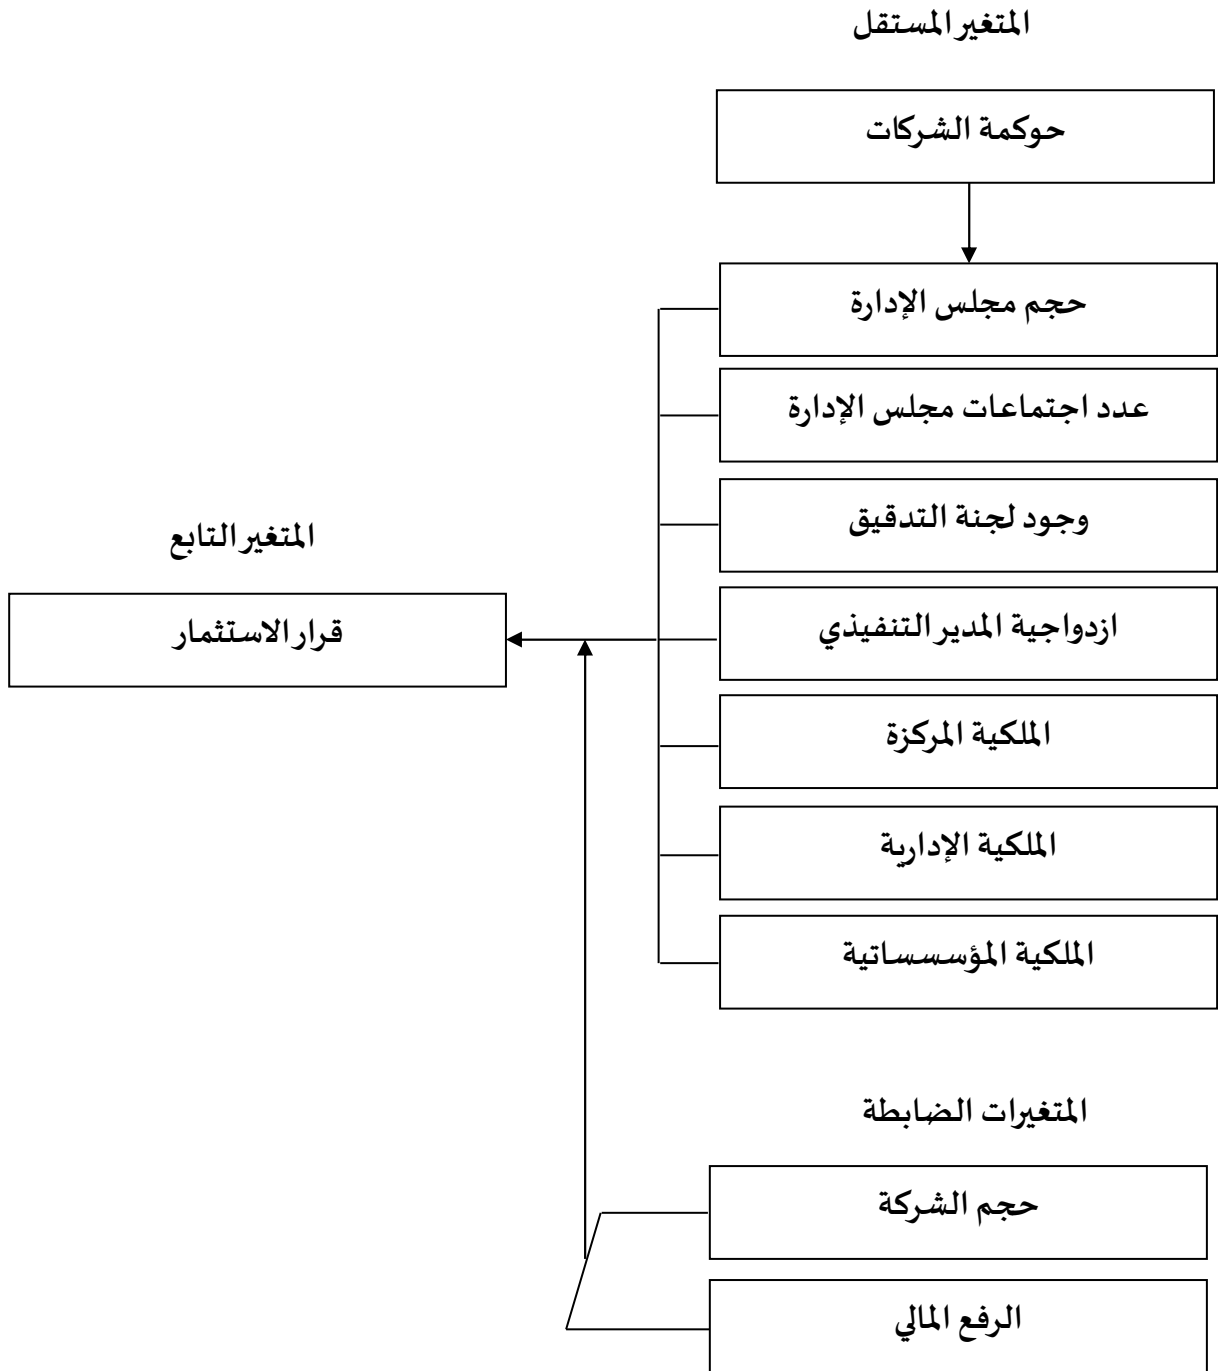 المتغير المستقل
حوكمة الشركات
حجم مجلس الإدارة
عدد اجتماعات مجلس الإدارة
وجود لجنة التدقيق
ازدواجية المدير التنفيذي
الملكية المركزة
الملكية الإدارية
الملكية المؤسسساتية
المتغير التابع
قرار الاستثمار
المتغيرات الضابطة
حجم الشركة
الرفع المالي